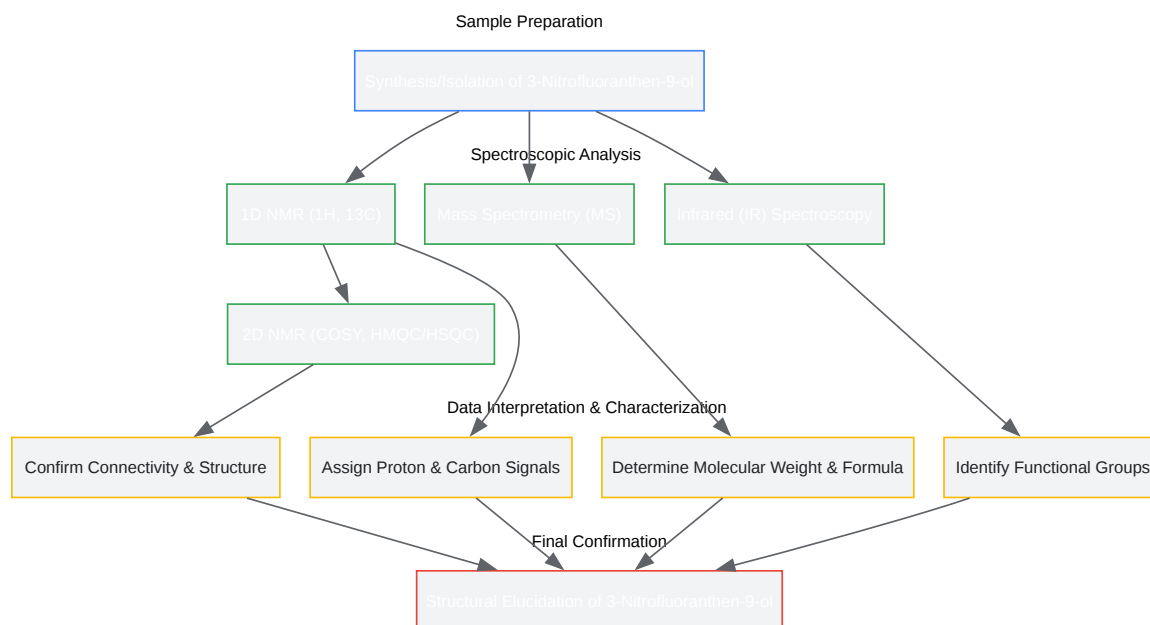 Sample Preparation
Synthesis/Isolation of 3-Nitrofluoranthen-9-ol
Spectroscopic Analysis
1D NMR (1H, 13C)
Mass Spectrometry (MS)
Infrared (IR) Spectroscopy
2D NMR (COSY, HMQC/HSQC)
Data Interpretation & Characterization
Confirm Connectivity & Structure
Assign Proton & Carbon Signals
Determine Molecular Weight & Formula
Identify Functional Groups
Final Confirmation
Structural Elucidation of 3-Nitrofluoranthen-9-ol